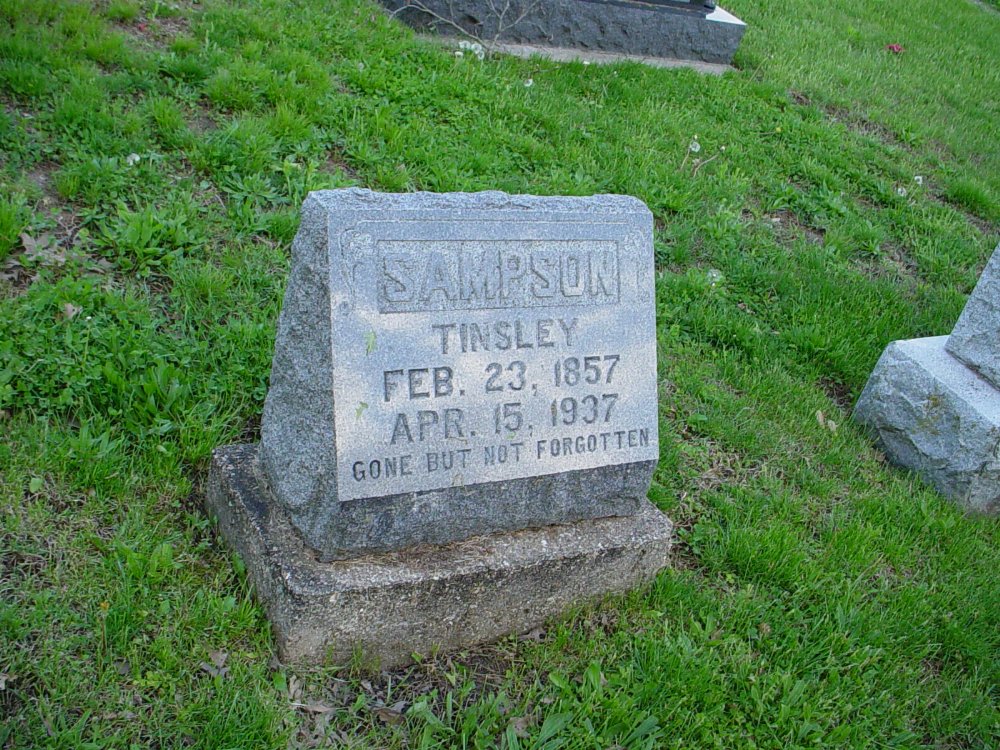 SAMPSON
TINSLEY
FEB. 23, 1857
APR. 15, 1937
GONE BUT NOT FORGOTTEN